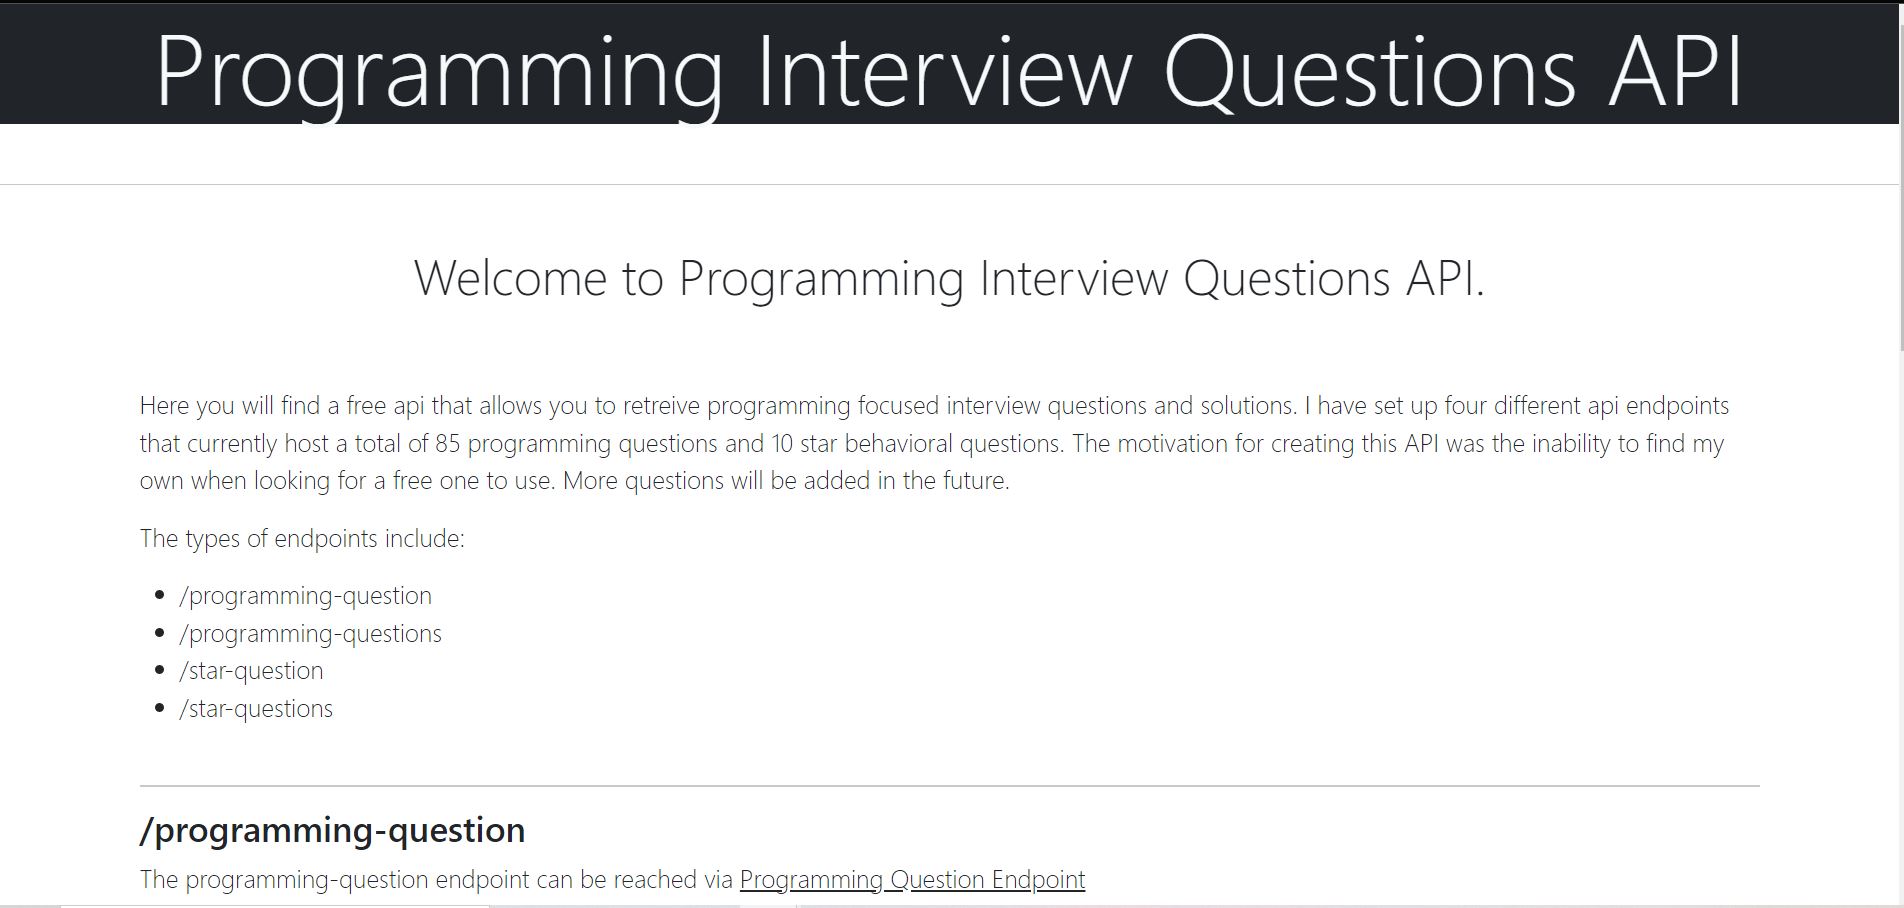 Programming Interview Questions API
Welcome to Programming Interview Questions API.
Here you will find a free api that allows you to retreive programming focused interview questions and solutions. I have set up four different api endpoints
that currently host a total of 85 programming questions and 10 star behavioral questions. The motivation for creating this API was the inability to find my
own when looking for a free one to use. More questions will be added in the future.
The types of endpoints include:
• /programming-question
• /programming-questions
• /star-question
• /star-questions
/programming-question
The programming-question endpoint can be reached via Programming Question Endpoint